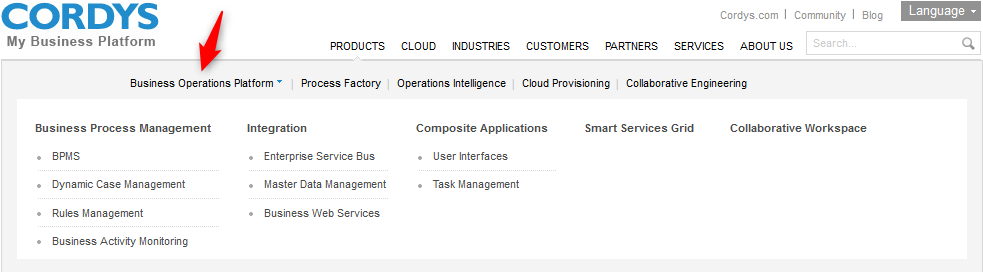 CORDYS
My Business Platform
Cordys.com | Community | Blog
Language
PRODUCTS CLOUD INDUSTRIES CUSTOMERS PARTNERS SERVICES ABOUT US
Search...
Business Operations Platform | Process Factory | Operations Intelligence | Cloud Provisioning | Collaborative Engineering
Business Process Management Integration Composite Applications Smart Services Grid Collaborative Workspace
BPMS Enterprise Service Bus User Interfaces
Dynamic Case Management Master Data Management Task Management
Rules Management Business Web Services
Business Activity Monitoring